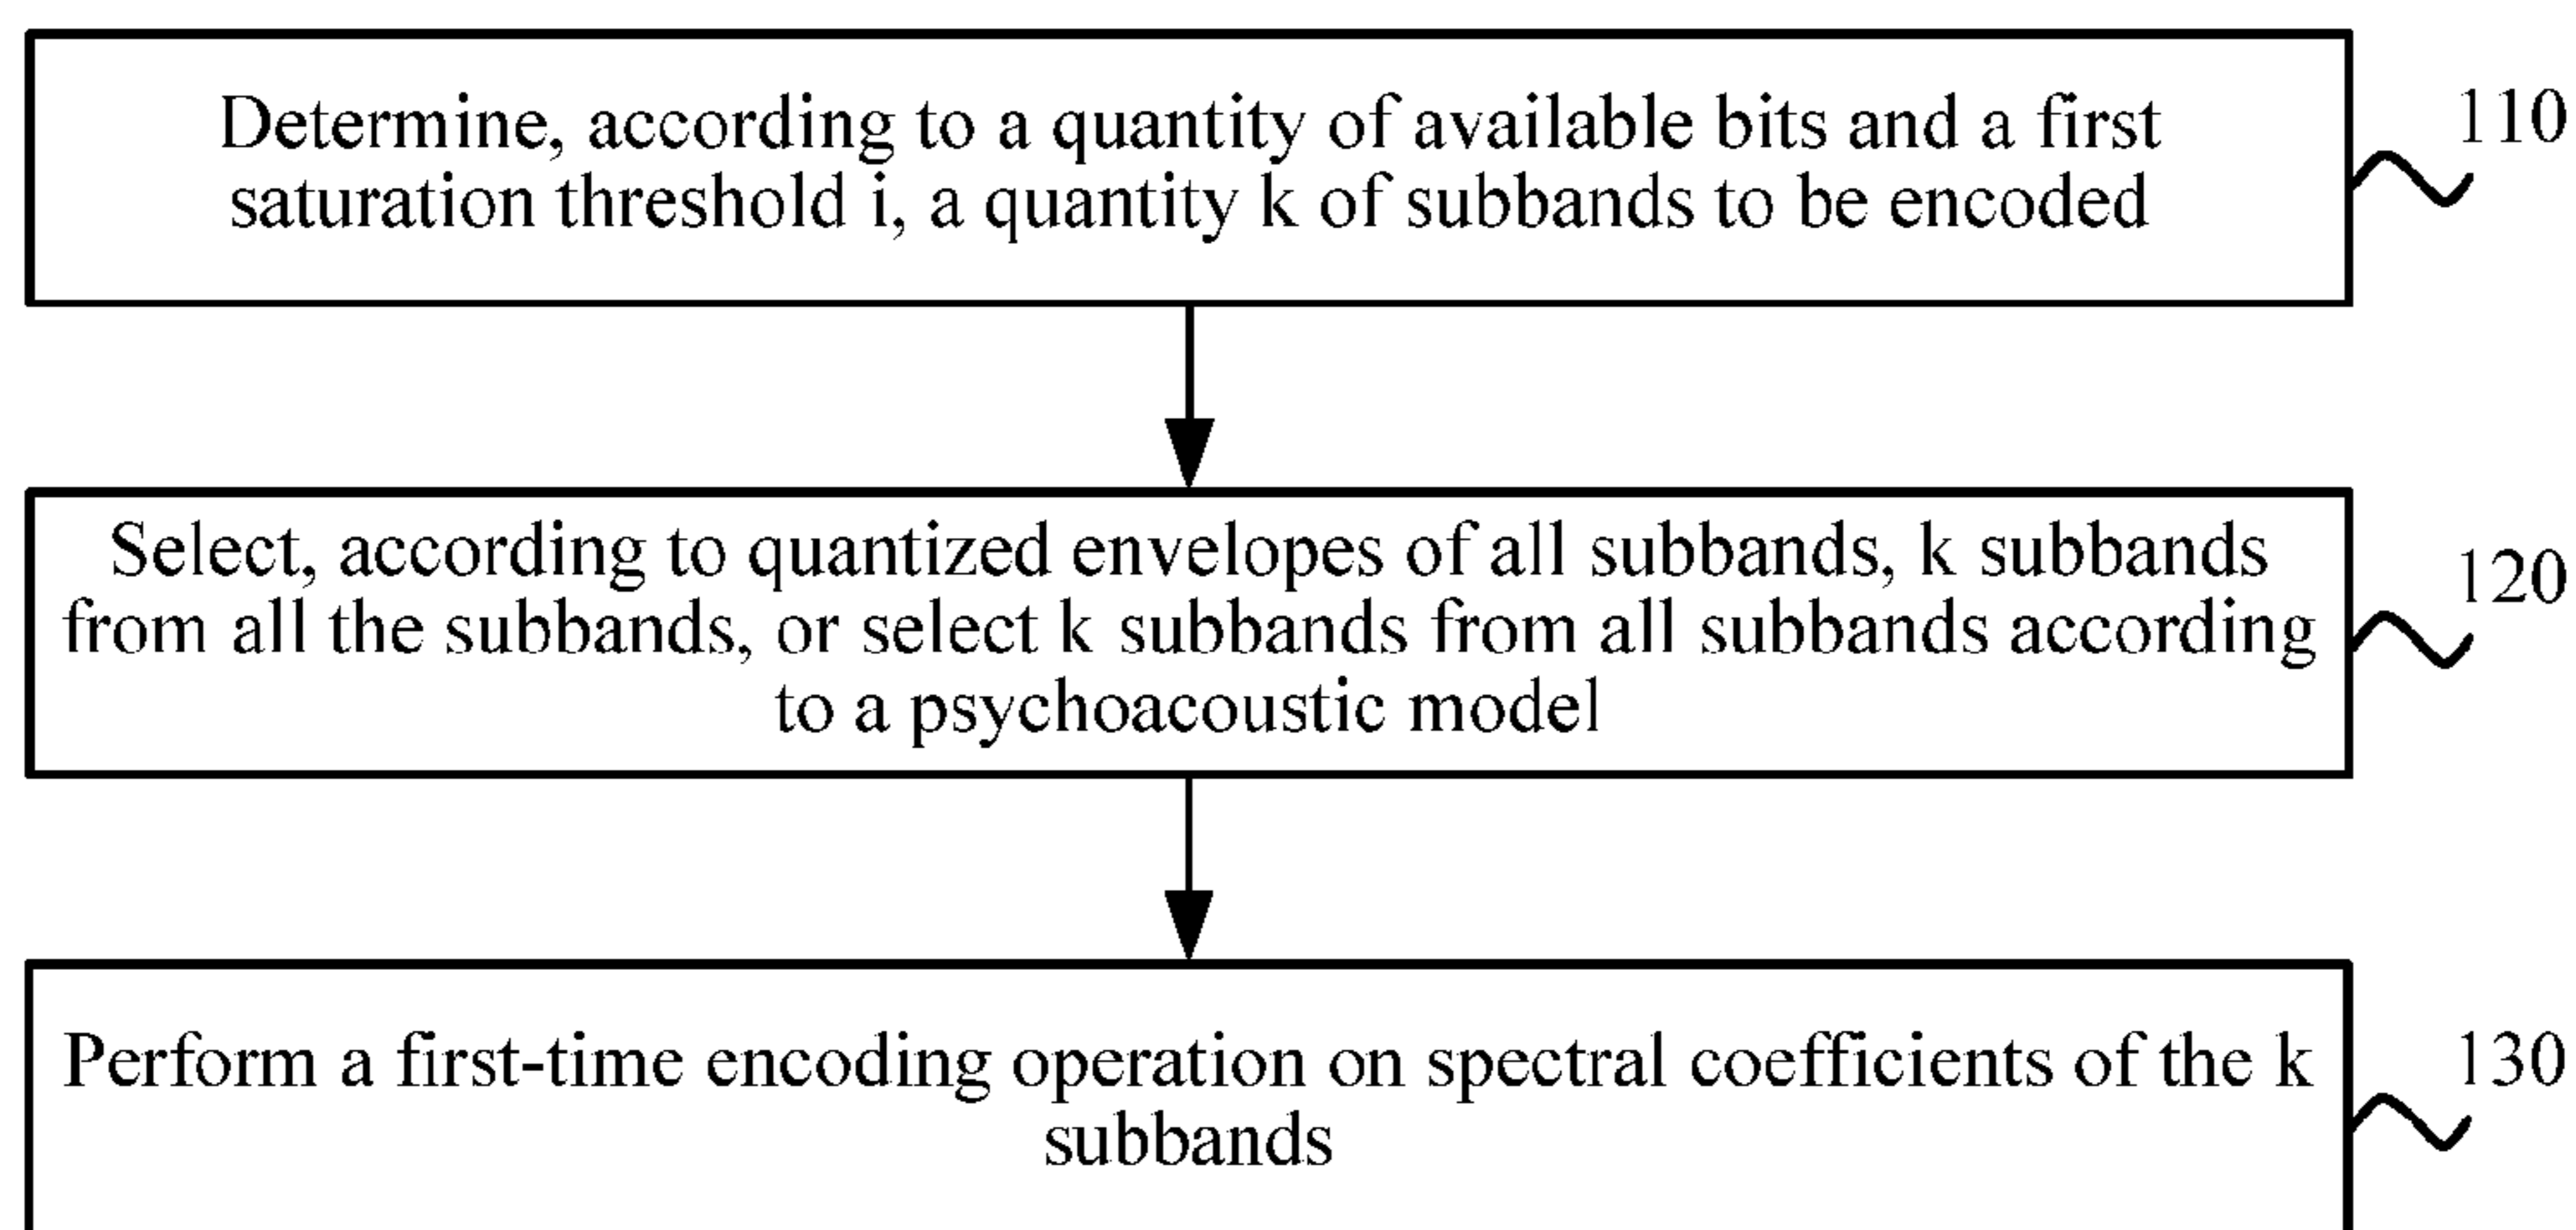 Determine, according to a quantity of available bits and a first
saturation threshold i, a quantity k of subbands to be encoded
110
Select, according to quantized envelopes of all subbands, k subbands
from all the subbands, or select k subbands from all subbands according
to a psychoacoustic model
120
Perform a first-time encoding operation on spectral coefficients of the k
subbands
130